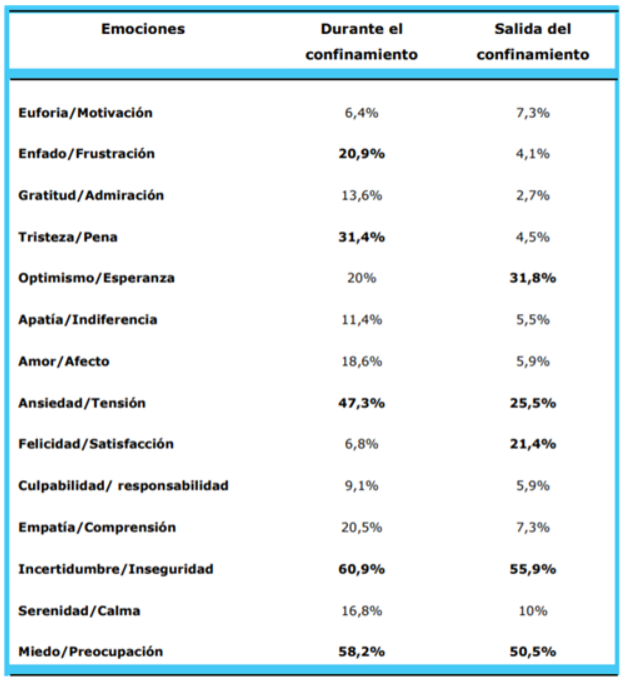 Emociones Durante el Salida del
confinamiento confinamiento
Euforia/Motivación 6,4% 7,3%
Enfado/Frustración 20,9% 4,1%
Gratitud/Admiración 13,6% 2,7%
Tristeza/Pena 31,4% 4,5%
Optimismo/Esperanza 20% 31,8%
Apatía/Indiferencia 11,4% 5,5%
Amor/Afecto 18,6% 5,9%
Ansiedad/Tensión 47,3% 25,5%
Felicidad/Satisfacción 6,8% 21,4%
Culpabilidad/ responsabilidad 9,1% 5,9%
Empatía/Comprensión 20,5% 7,3%
Incertidumbre/Inseguridad 60,9% 55,9%
Serenidad/Calma 16,8% 10%
Miedo/Preocupación 58,2% 50,5%